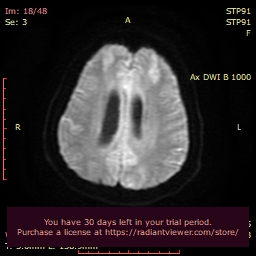 Im: 18/48
STP91
Se: 3
STP91
F
A
Ax DWI B 1000
R
L
You have 30 days left in your trial period.
Purchase a license at https://radiantviewer.com/store/